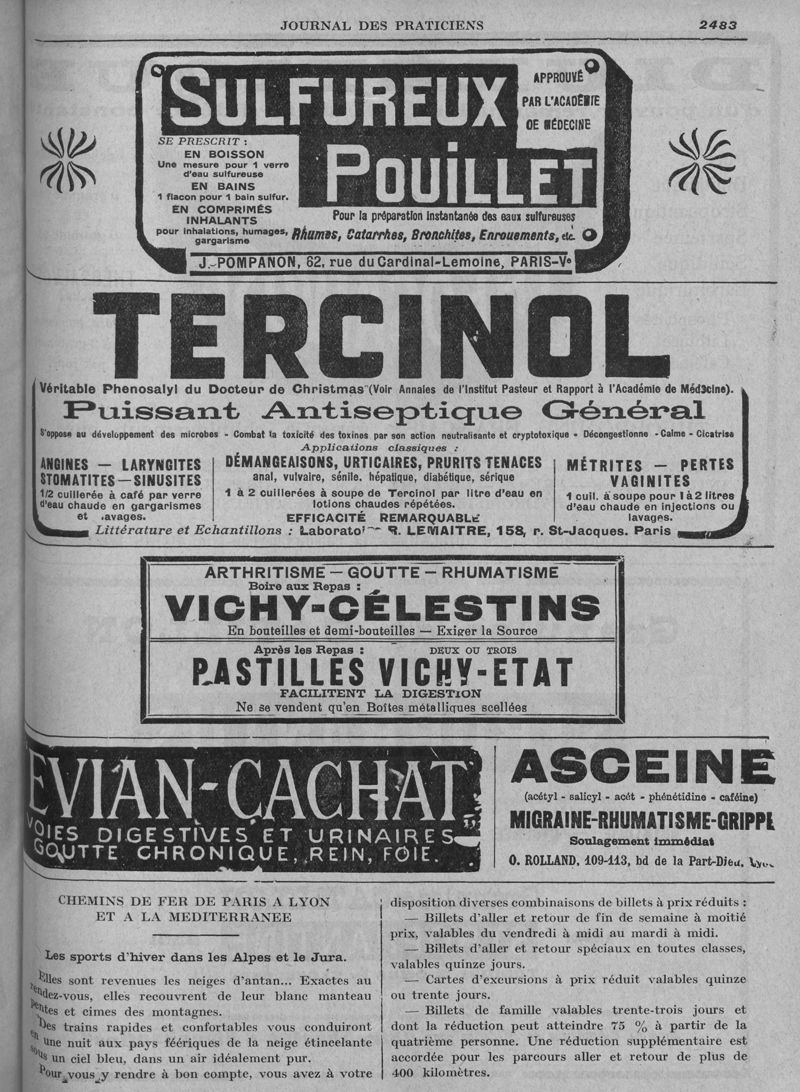 JOURNAL DES PRATICIENS
2483
SULFUREUX
POUILLET
APPROUVÉ
PAR L'ACADÉMIE
DE MÉDECINE
SE PRESCRIT :
EN BOISSON
Une mesure pour 1 verre
d'eau sulfureuse
EN BAINS
1 flacon pour 1 bain sulfur.
EN COMPRIMÉS
INHALANTS
pour inhalations, humages,
gargarisme
Pour la préparation instantanée des eaux sulfureuses
Rhumes, Catarrhes, Bronchites, Enrouements, etc.
J. POMPANON, 62, rue du Cardinal-Lemoine, PARIS-Ve
TERCINOL
Véritable Phenosalyl du Docteur de Christmas (Voir Annales de l'Institut Pasteur et Rapport à l'Académie de Médecine).
Puissant Antiseptique Général
S'oppose au développement des microbes - Combat la toxicité des toxines par son action neutralisante et cryptotoxique - Décongestionne - Calme - Cicatrise
Applications classiques :
ANGINES — LARYNGITES
STOMATITES — SINUSITES
1/2 cuillerée à café par verre
d'eau chaude en gargarismes
et lavages.
DÉMANGEAISONS, URTICAIRES, PRURITS TENACES
anal, vulvaire, sénile, hépatique, diabétique, sérique
1 à 2 cuillerées à soupe de Tercinol par litre d'eau en
lotions chaudes répétées.
EFFICACITÉ REMARQUABLE
MÉTRITES — PERTES
VAGINITES
1 cuil. à soupe pour 1 à 2 litres
d'eau chaude en injections ou
lavages.
Littérature et Echantillons : Laborato R. LEMAITRE, 158, r. St-Jacques. Paris
ARTHRITISME — GOUTTE — RHUMATISME
Boire aux Repas :
VICHY-CÉLESTINS
En bouteilles et demi-bouteilles — Exiger la Source
Après les Repas : DEUX OU TROIS
PASTILLES VICHY-ETAT
FACILITENT LA DIGESTION
Ne se vendent qu'en Boîtes métalliques scellées
EVIAN-CACHAT
VOIES DIGESTIVES ET URINAIRES
GOUTTE CHRONIQUE, REIN, FOIE.
ASCEINE
(acétyl - salicyl - acét - phénétidine - caféine)
MIGRAINE-RHUMATISME-GRIPPE
Soulagement immédiat
O. ROLLAND, 109-113, bd de la Part-Dieu, Lyon
CHEMINS DE FER DE PARIS A LYON
ET A LA MEDITERRANEE
Les sports d'hiver dans les Alpes et le Jura.
Elles sont revenues les neiges d'antan... Exactes au
rendez-vous, elles recouvrent de leur blanc manteau
pentes et cimes des montagnes.
Des trains rapides et confortables vous conduiront
en une nuit aux pays féériques de la neige étincelante
sous un ciel bleu, dans un air idéalement pur.
Pour vous y rendre à bon compte, vous avez à votre
disposition diverses combinaisons de billets à prix réduits :
— Billets d'aller et retour de fin de semaine à moitié
prix, valables du vendredi à midi au mardi à midi.
— Billets d'aller et retour spéciaux en toutes classes,
valables quinze jours.
— Cartes d'excursions à prix réduit valables quinze
ou trente jours.
— Billets de famille valables trente-trois jours et
dont la réduction peut atteindre 75 % à partir de la
quatrième personne. Une réduction supplémentaire est
accordée pour les parcours aller et retour de plus de
400 kilomètres.